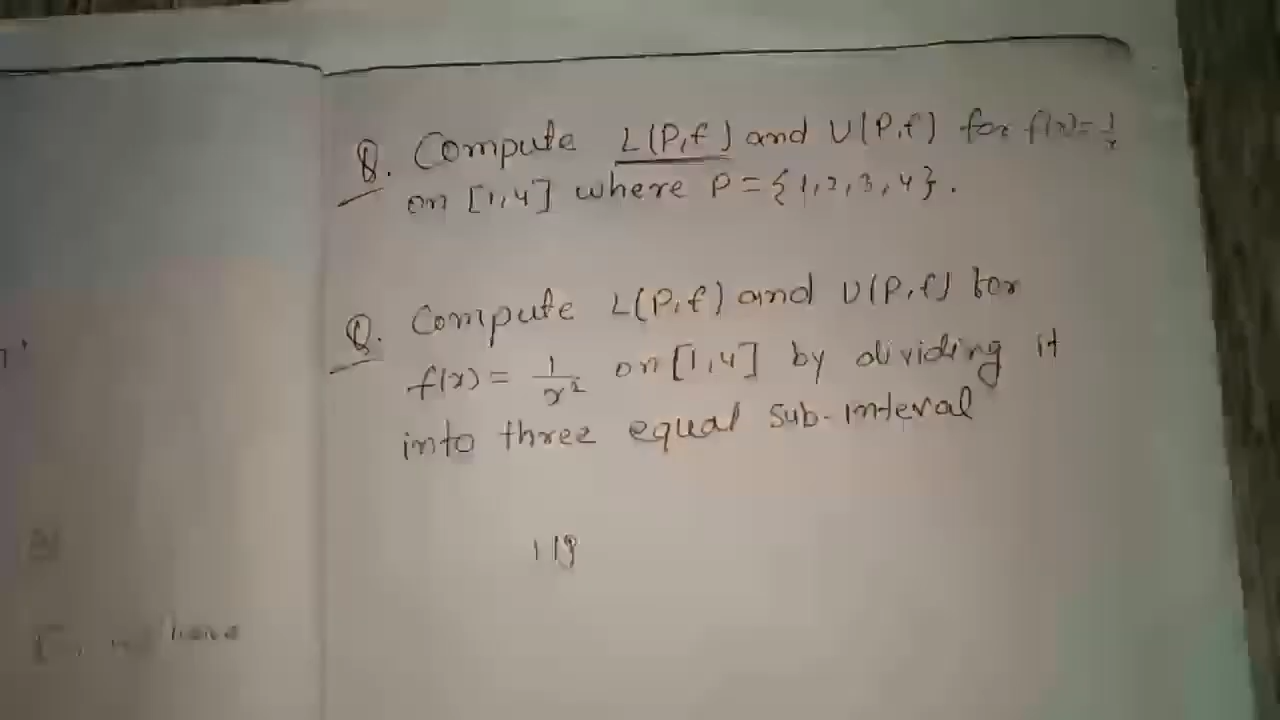 Q. Compute L(P,f) and U(P,f) for f(x)=1/x
on [1,4] where P={1,2,3,4}.
Q. Compute L(P,f) and U(P,f) for
f(x)= 1/x² on [1,4] by dividing it
into three equal sub-interval